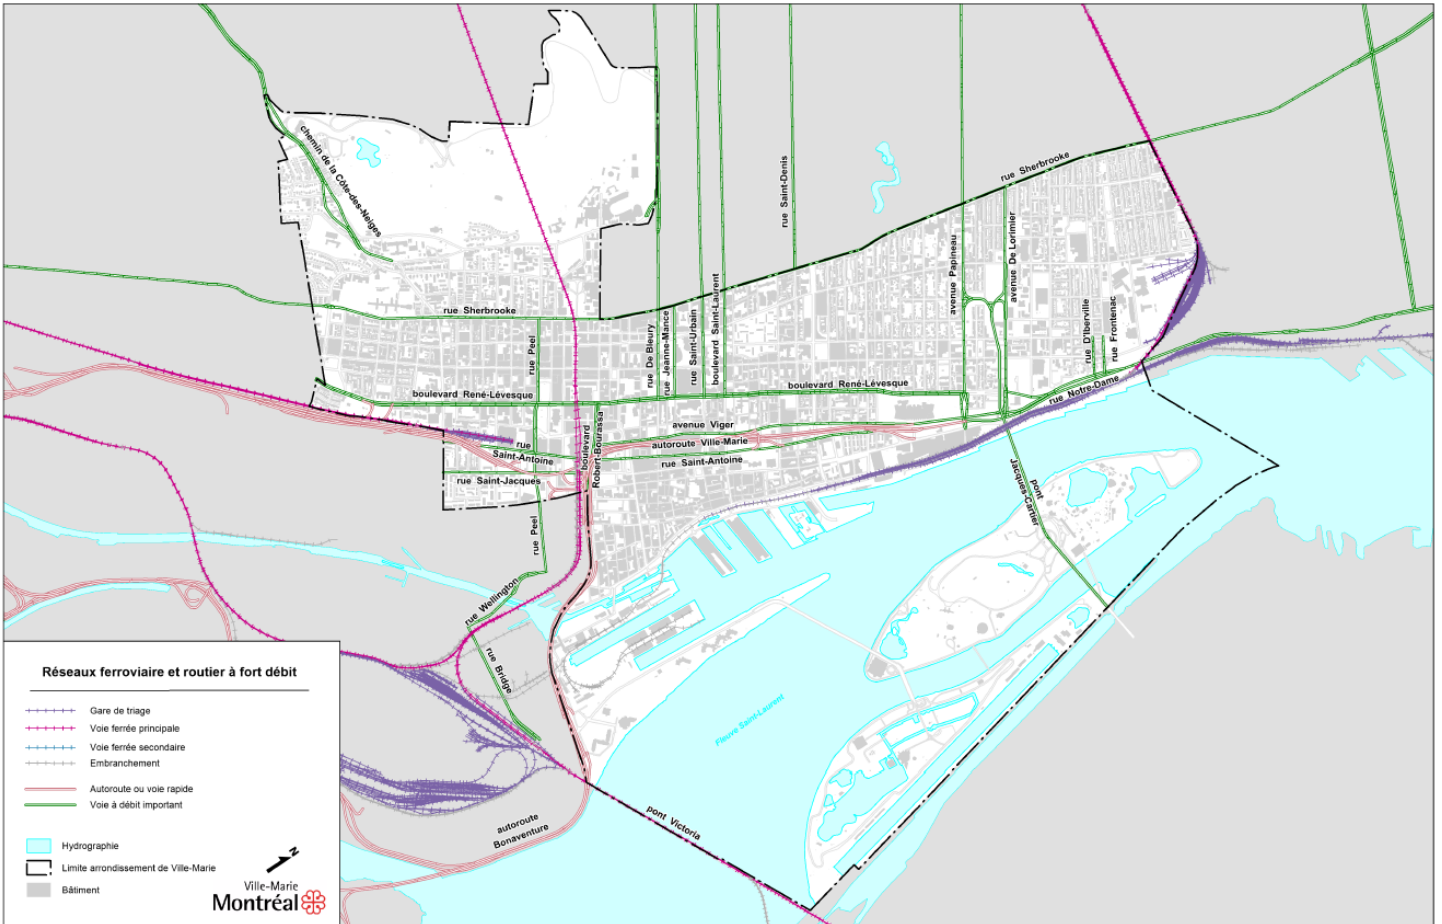 chemin de la Côte-des-Neiges
rue Saint-Denis
rue Sherbrooke
avenue Papineau
avenue De Lorimier
rue Sherbrooke
rue Peel
rue De Bleury
rue Jeanne-Mance
rue Saint-Urbain
boulevard Saint-Laurent
rue D'Iberville
rue Frontenac
boulevard René-Lévesque
boulevard René-Lévesque
rue Notre-Dame
boulevard
Robert-Bourassa
avenue Viger
autoroute Ville-Marie
rue Saint-Antoine
rue
Saint-Antoine
rue Saint-Jacques
rue Peel
pont
Jacques-Cartier
rue Wellington
rue Bridge
Fleuve Saint-Laurent
pont Victoria
autoroute
Bonaventure
Réseaux ferroviaire et routier à fort débit
Gare de triage
Voie ferrée principale
Voie ferrée secondaire
Embranchement
Autoroute ou voie rapide
Voie à débit important
Hydrographie
Limite arrondissement de Ville-Marie
Bâtiment
N
Ville-Marie
Montréal